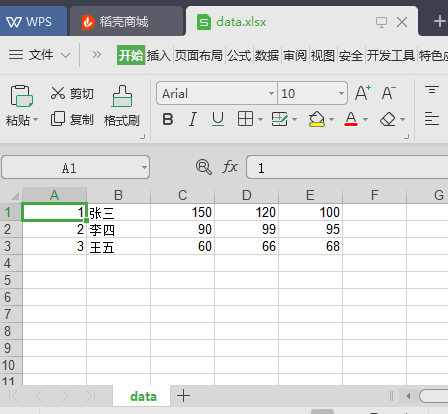 WPS 稻壳商城 data.xlsx
文件 开始 插入 页面布局 公式 数据 审阅 视图 安全 开发工具 特色
粘贴 剪切 复制 格式刷 Arial 10 A+ A-
B I U A
A1 fx 1
A B C D E F G
1 1 张三 150 120 100
2 2 李四 90 99 95
3 3 王五 60 66 68
4
5
6
7
8
9
10
11
data